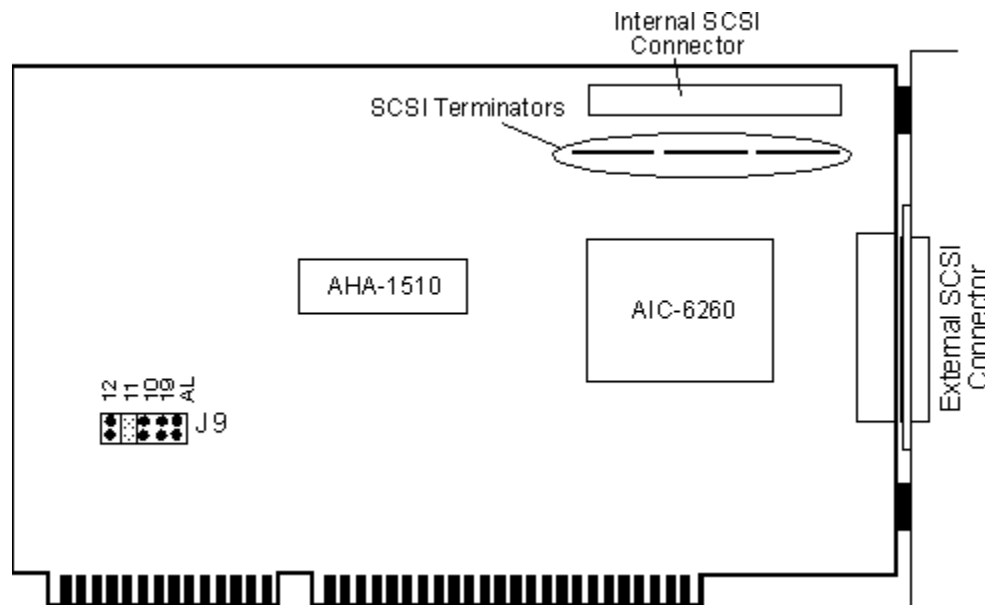 Internal SCSI
Connector
SCSI Terminators
AHA-1510
AIC-6260
External SCSI
Connector
12
11
10
19
AL
J9